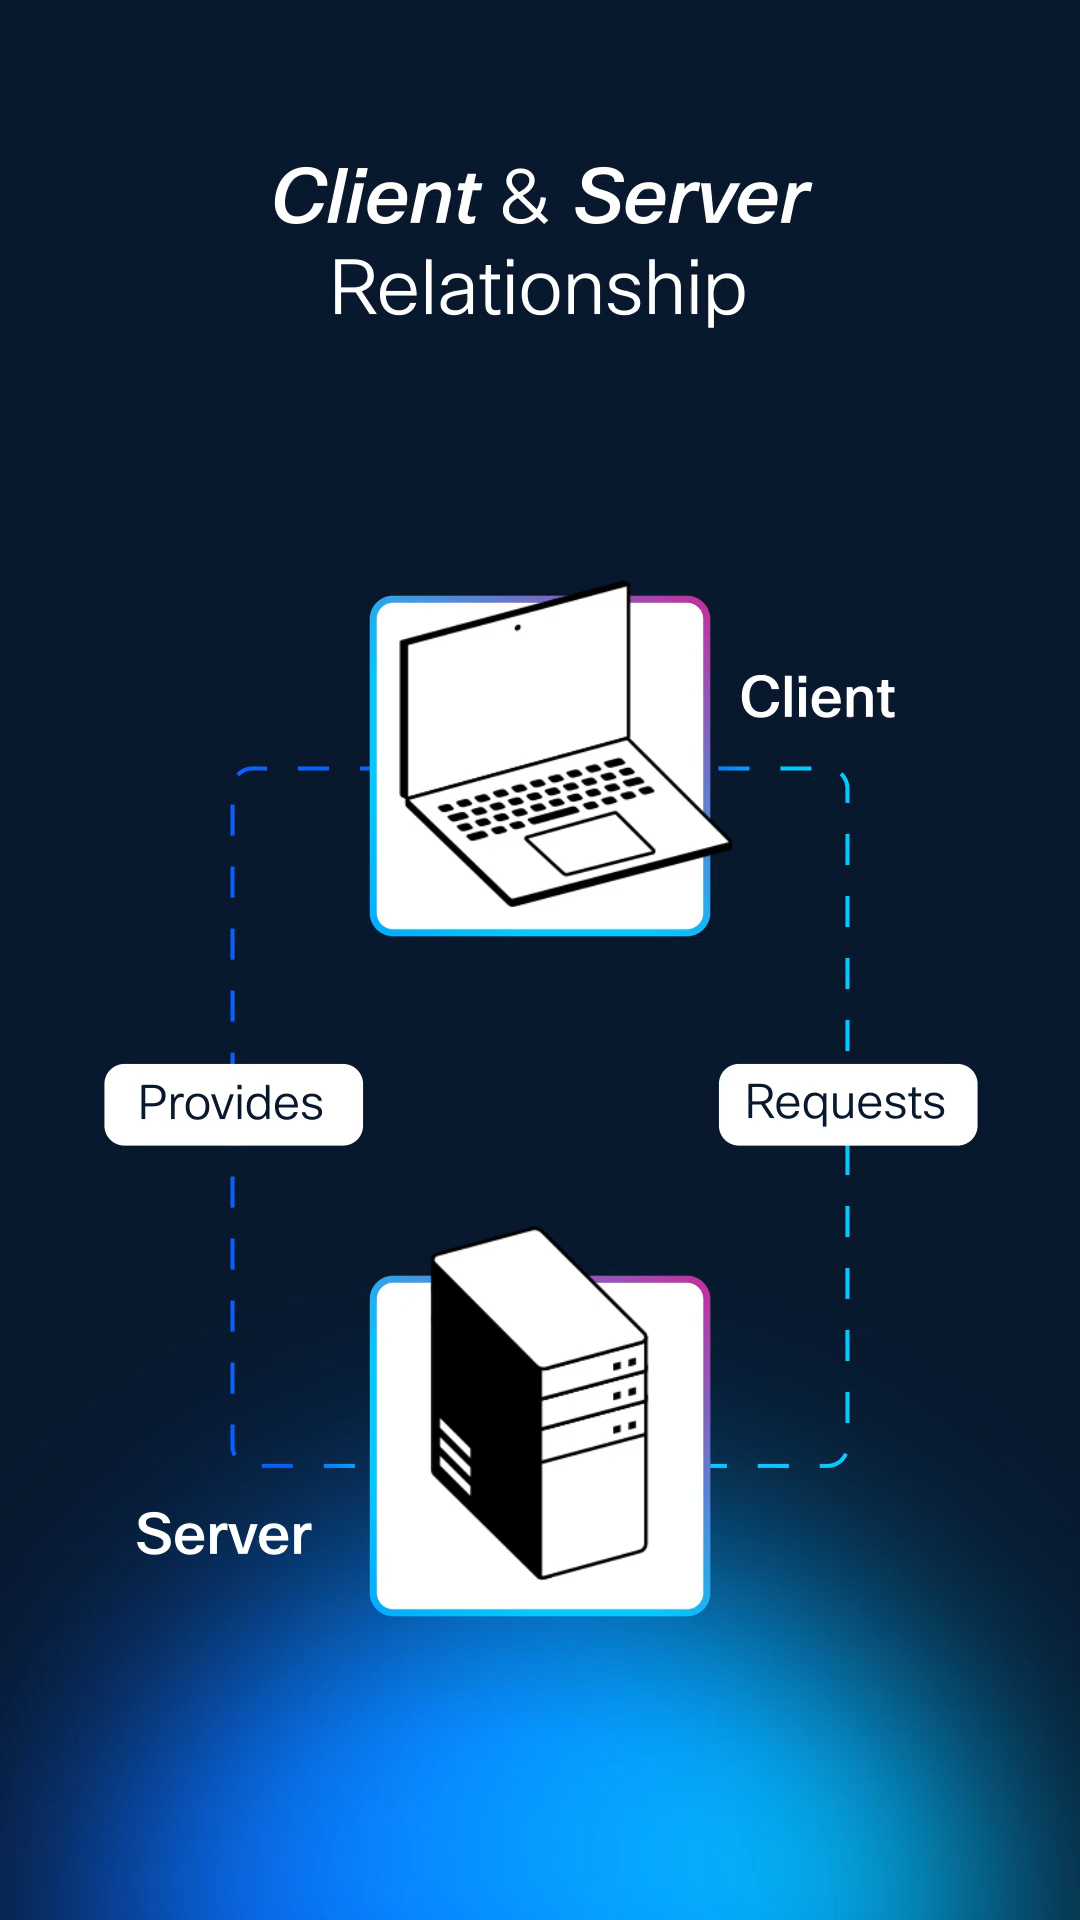 Client & Server
Relationship
Client
Provides
Requests
Server